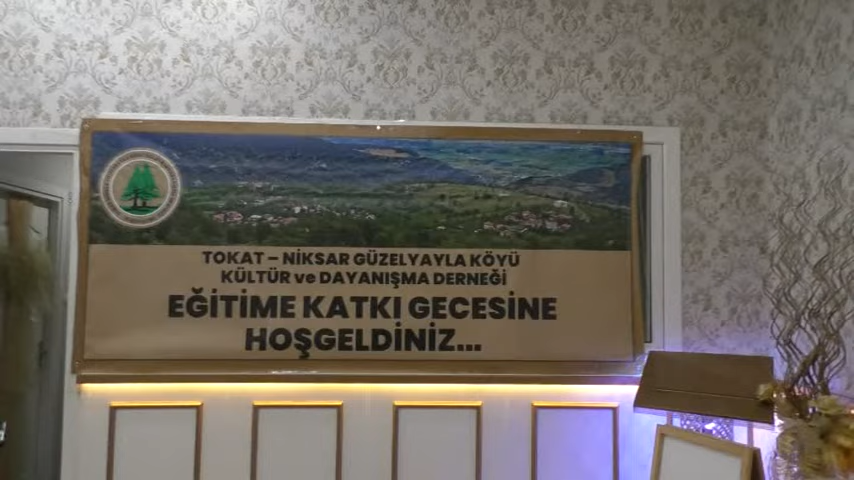 TOKAT – NİKSAR GÜZELYAYLA KÖYÜ
KÜLTÜR ve DAYANIŞMA DERNEĞİ
EĞİTİME KATKI GECESİNE
HOŞGELDİNİZ...